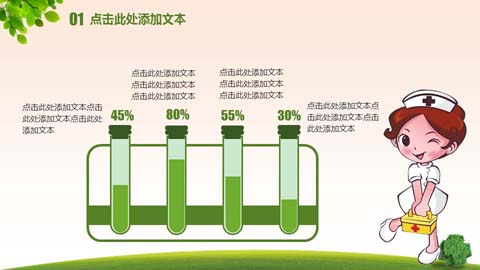 01 点击此处添加文本
点击此处添加文本
点击此处添加文本
点击此处添加文本
点击此处添加文本
点击此处添加文本
点击此处添加文本
点击此处添加文本点击
此处添加文本点击此处
添加文本
45%
80%
55%
30%
点击此处添加文本点
击此处添加文本点击
此处添加文本